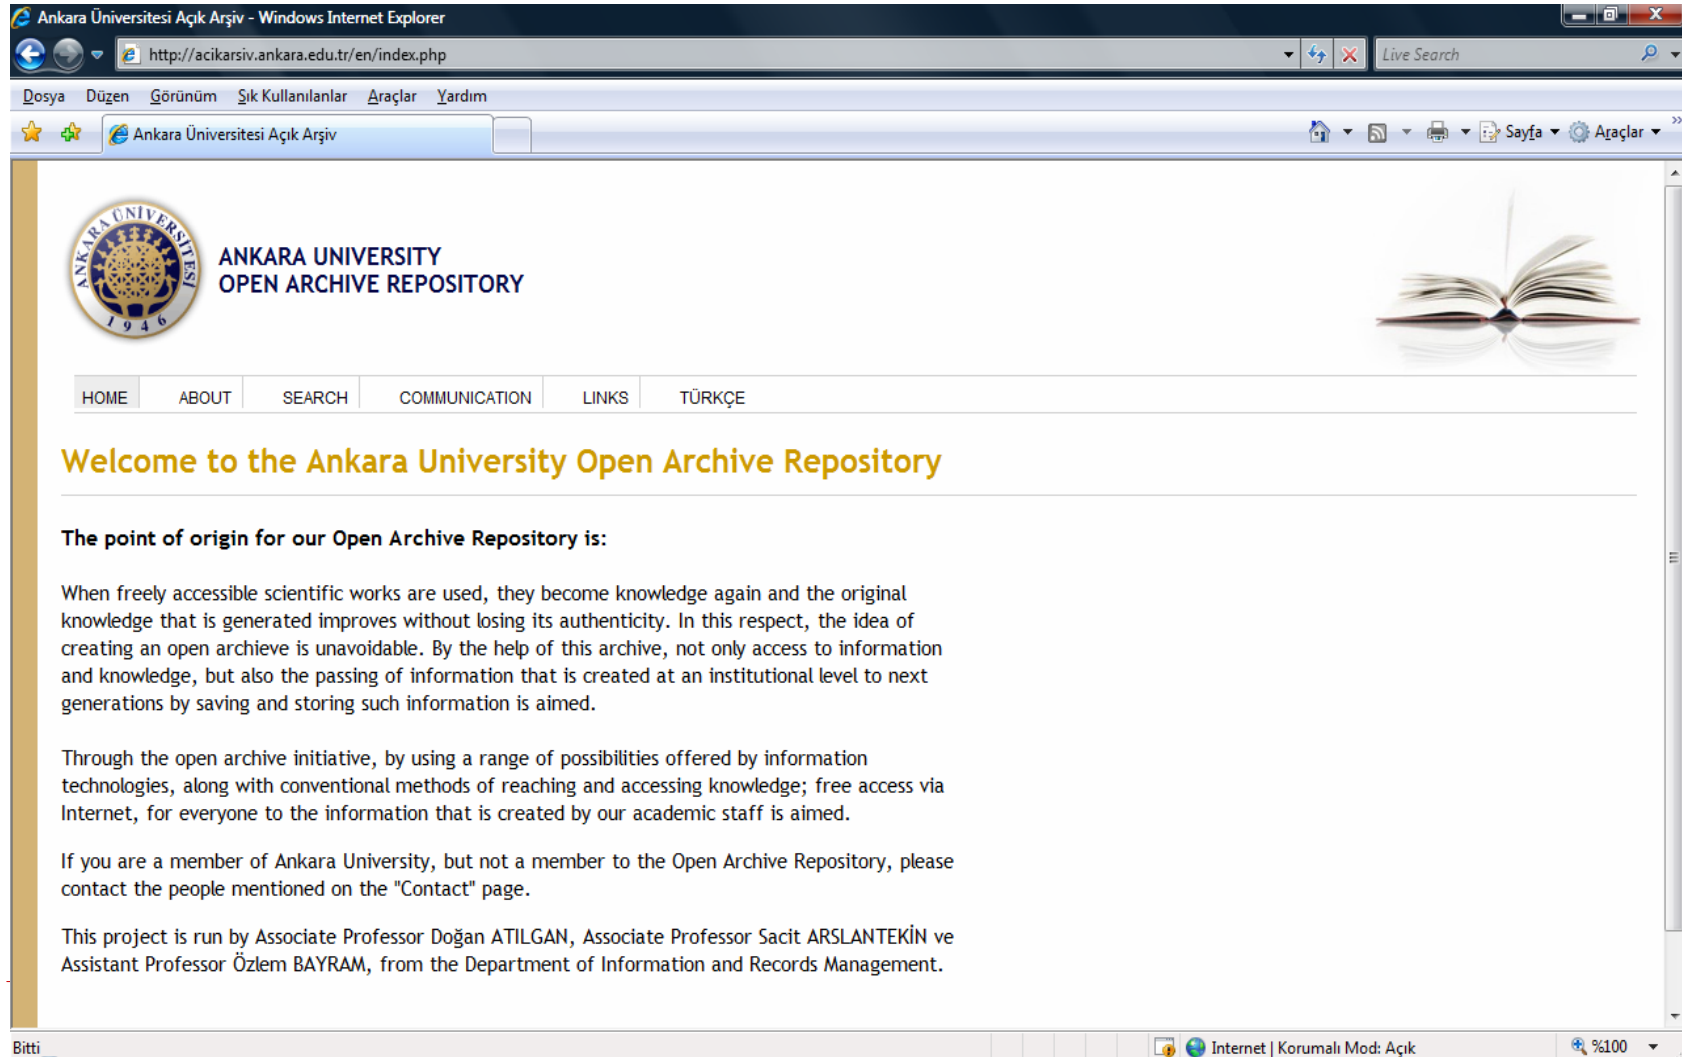 Ankara Üniversitesi Açık Arşiv - Windows Internet Explorer
http://acikarsiv.ankara.edu.tr/en/index.php
Live Search
Dosya Düzen Görünüm Sık Kullanılanlar Araçlar Yardım
Ankara Üniversitesi Açık Arşiv
Sayfa Araçlar
ANKARA ÜNİVERSİTESİ
1946
ANKARA UNIVERSITY
OPEN ARCHIVE REPOSITORY
HOME ABOUT SEARCH COMMUNICATION LINKS TÜRKÇE
Welcome to the Ankara University Open Archive Repository
The point of origin for our Open Archive Repository is:
When freely accessible scientific works are used, they become knowledge again and the original
knowledge that is generated improves without losing its authenticity. In this respect, the idea of
creating an open archieve is unavoidable. By the help of this archive, not only access to information
and knowledge, but also the passing of information that is created at an institutional level to next
generations by saving and storing such information is aimed.
Through the open archive initiative, by using a range of possibilities offered by information
technologies, along with conventional methods of reaching and accessing knowledge; free access via
Internet, for everyone to the information that is created by our academic staff is aimed.
If you are a member of Ankara University, but not a member to the Open Archive Repository, please
contact the people mentioned on the "Contact" page.
This project is run by Associate Professor Doğan ATILGAN, Associate Professor Sacit ARSLANTEKİN ve
Assistant Professor Özlem BAYRAM, from the Department of Information and Records Management.
Bitti
Internet | Korumalı Mod: Açık
%100